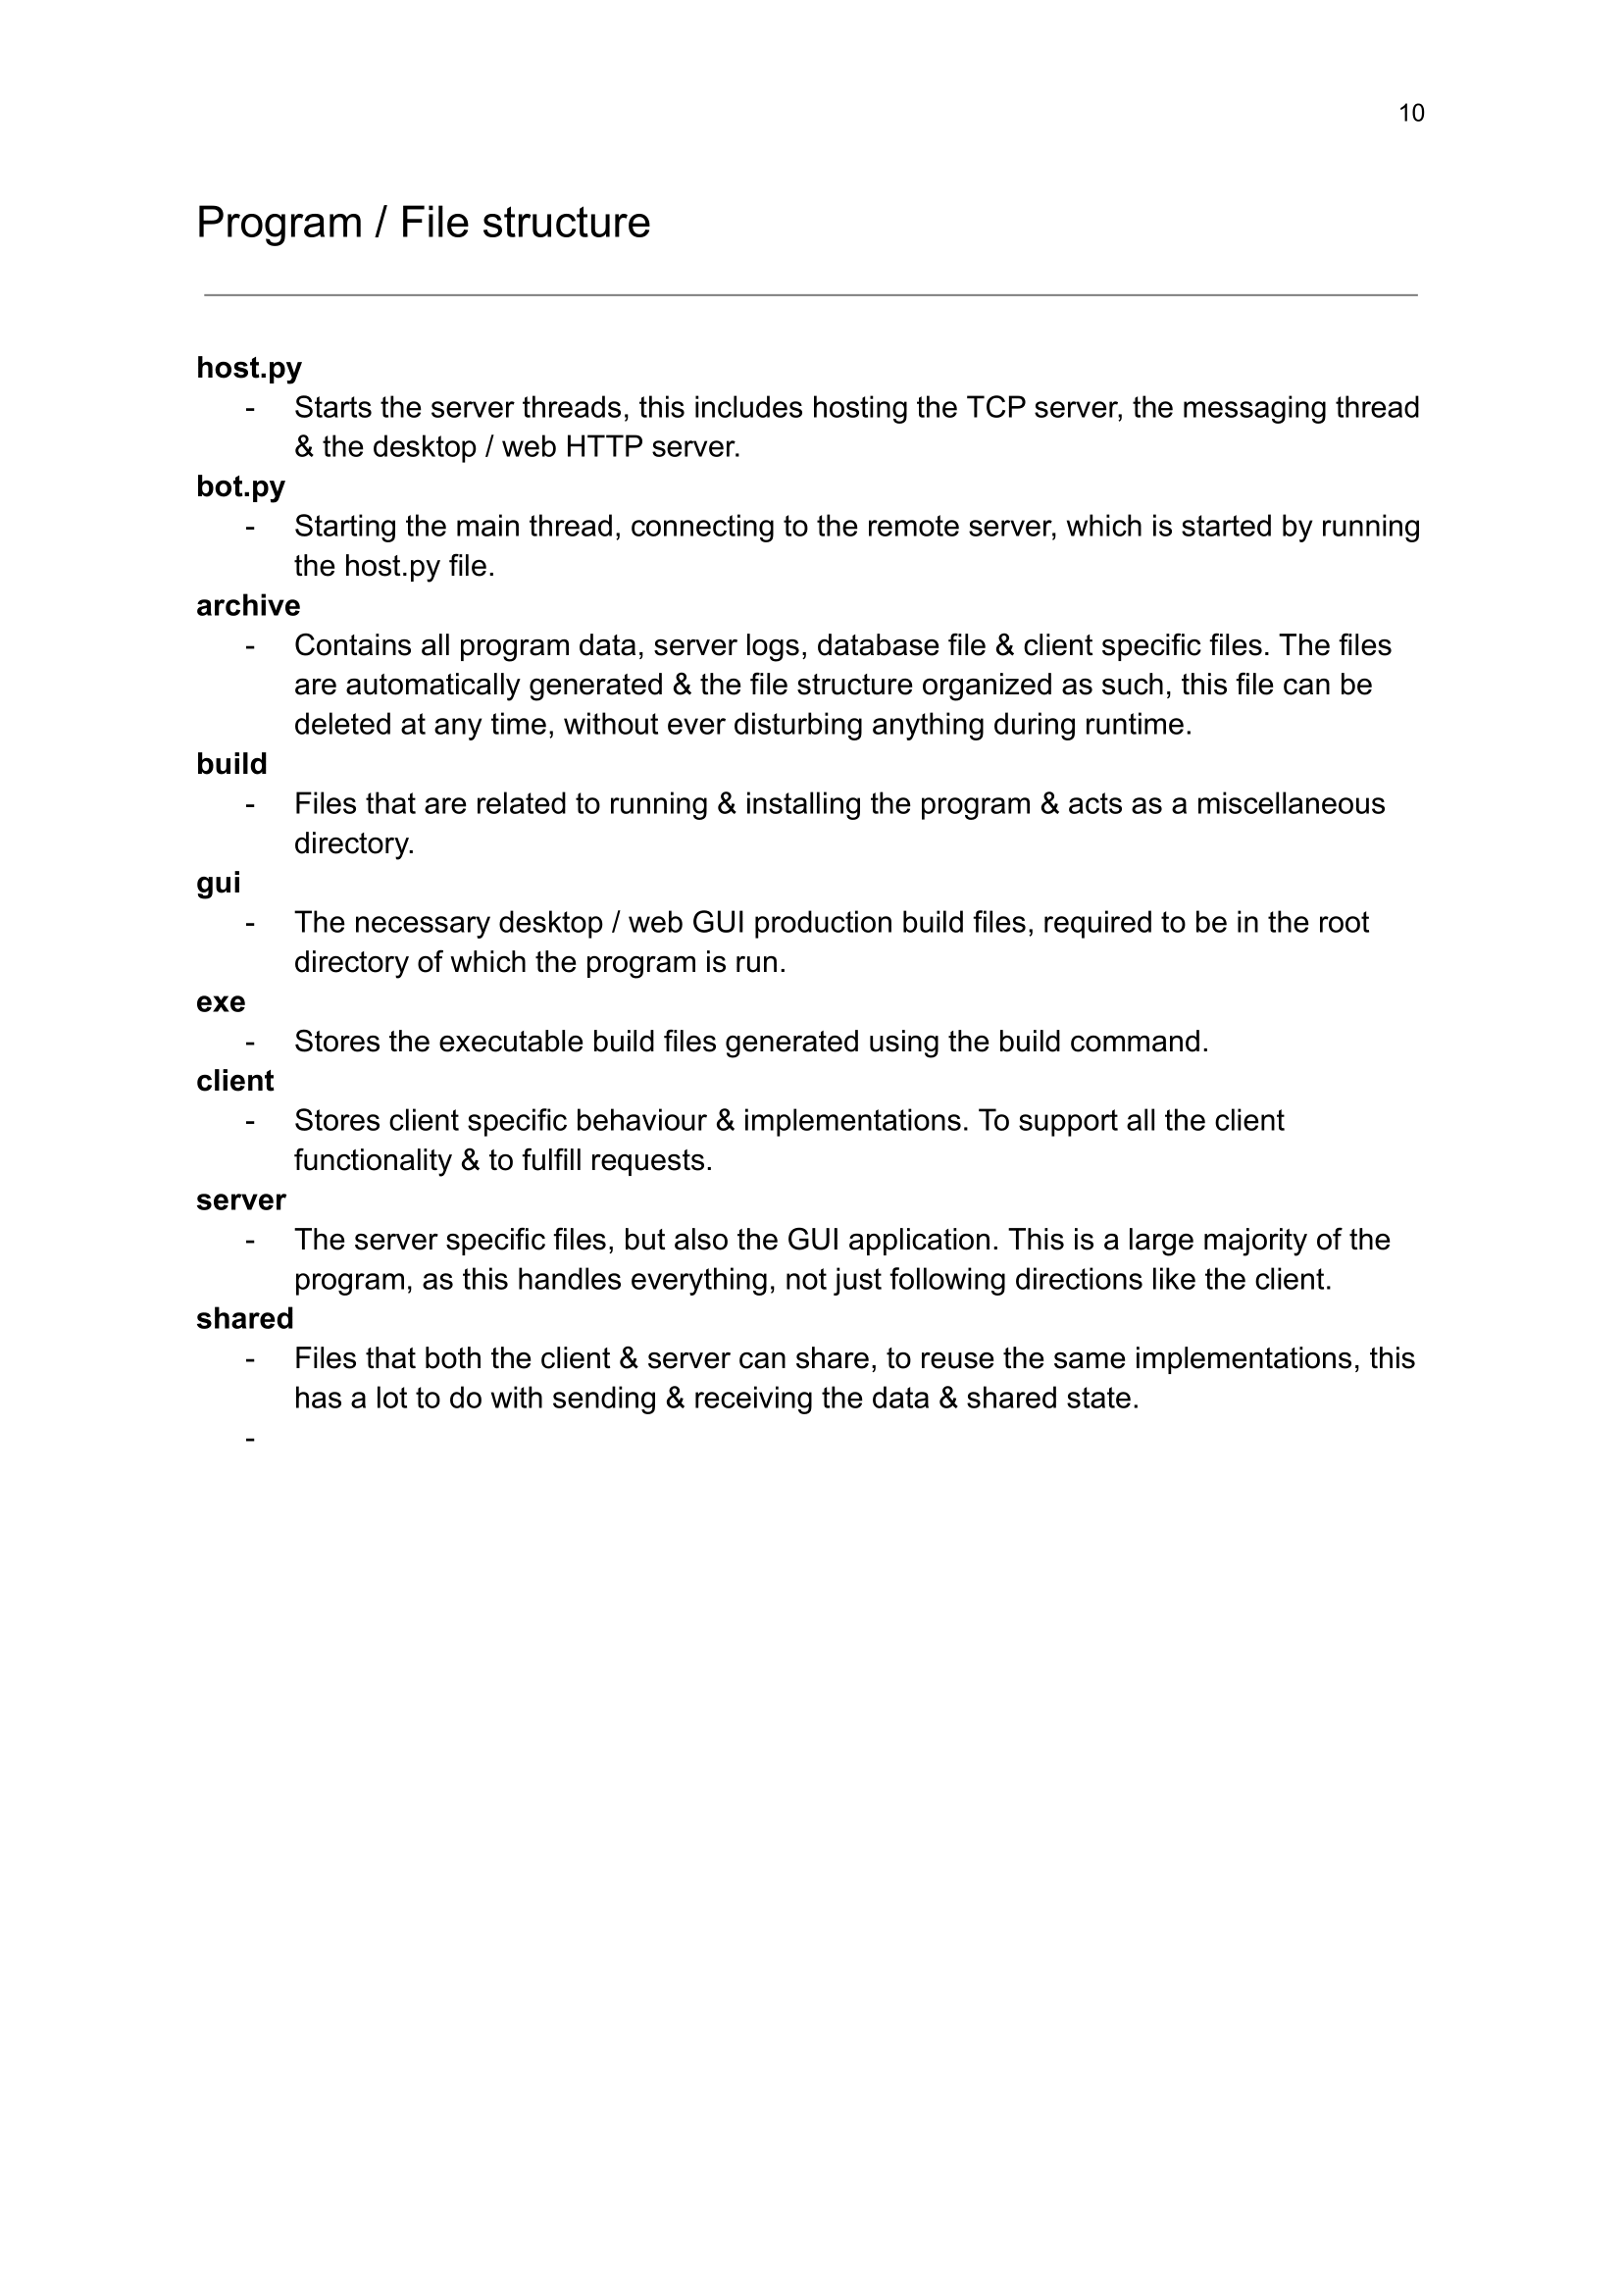 10
Program / File structure
host.py
- Starts the server threads, this includes hosting the TCP server, the messaging thread
& the desktop / web HTTP server.
bot.py
- Starting the main thread, connecting to the remote server, which is started by running
the host.py file.
archive
- Contains all program data, server logs, database file & client specific files. The files
are automatically generated & the file structure organized as such, this file can be
deleted at any time, without ever disturbing anything during runtime.
build
- Files that are related to running & installing the program & acts as a miscellaneous
directory.
gui
- The necessary desktop / web GUI production build files, required to be in the root
directory of which the program is run.
exe
- Stores the executable build files generated using the build command.
client
- Stores client specific behaviour & implementations. To support all the client
functionality & to fulfill requests.
server
- The server specific files, but also the GUI application. This is a large majority of the
program, as this handles everything, not just following directions like the client.
shared
- Files that both the client & server can share, to reuse the same implementations, this
has a lot to do with sending & receiving the data & shared state.
-